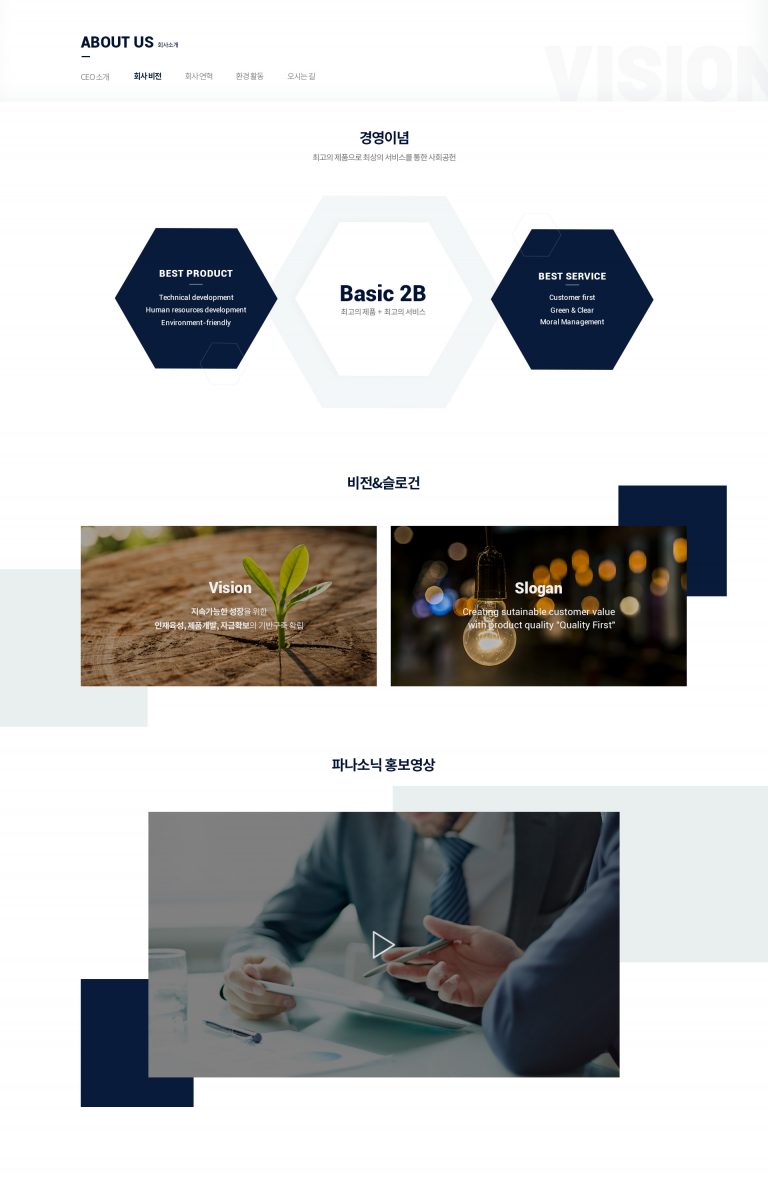 ABOUT US 회사소개
CEO소개 회사비전 회사연혁 환경활동 오시는 길
VISION
경영이념
최고의 제품으로 최상의 서비스를 통한 사회공헌
BEST PRODUCT
Technical development
Human resources development
Environment-friendly
Basic 2B
최고의 제품 + 최고의 서비스
BEST SERVICE
Customer first
Green & Clear
Moral Management
비전&슬로건
Vision
지속가능한 성장을 위한
인재육성, 제품개발, 자금확보의 기반구축 확립
Slogan
Creating sutainable customer value
with product quality "Quality First"
파나소닉 홍보영상